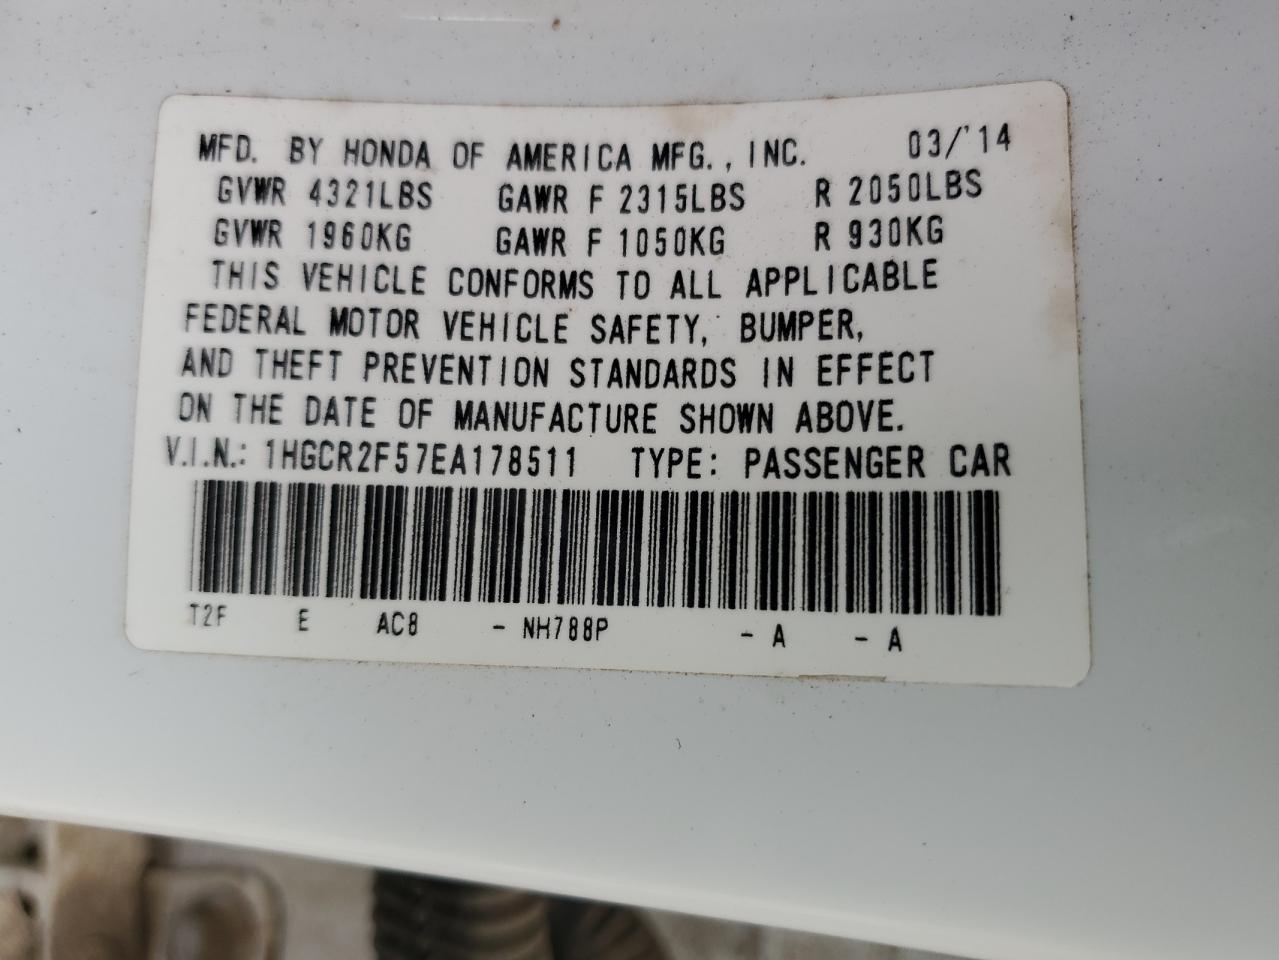 MFD. BY HONDA OF AMERICA MFG., INC. 03/'14
GVWR 4321LBS GAWR F 2315LBS R 2050LBS
GVWR 1960KG GAWR F 1050KG R 930KG
THIS VEHICLE CONFORMS TO ALL APPLICABLE
FEDERAL MOTOR VEHICLE SAFETY, BUMPER,
AND THEFT PREVENTION STANDARDS IN EFFECT
ON THE DATE OF MANUFACTURE SHOWN ABOVE.
V.I.N.: 1HGCR2F57EA178511 TYPE: PASSENGER CAR
T2F E AC8 - NH788P - A - A